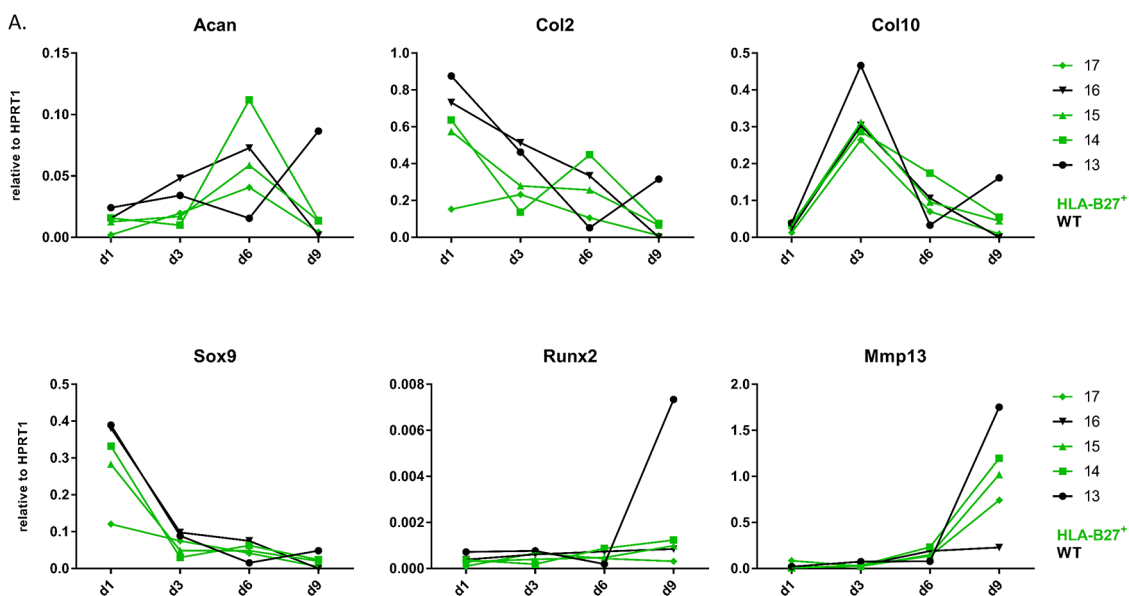 A.
Acan
Col2
Col10
relative to HPRT1
0.15
0.10
0.05
0.00
d1 d3 d6 d9
1.0
0.8
0.6
0.4
0.2
0.0
d1 d3 d6 d9
0.5
0.4
0.3
0.2
0.1
0.0
d1 d3 d6 d9
17
16
15
14
13
HLA-B27+
WT
Sox9
Runx2
Mmp13
relative to HPRT1
0.5
0.4
0.3
0.2
0.1
0.0
d1 d3 d6 d9
0.008
0.006
0.004
0.002
0.000
d1 d3 d6 d9
2.0
1.5
1.0
0.5
0.0
d1 d3 d6 d9
17
16
15
14
13
HLA-B27+
WT